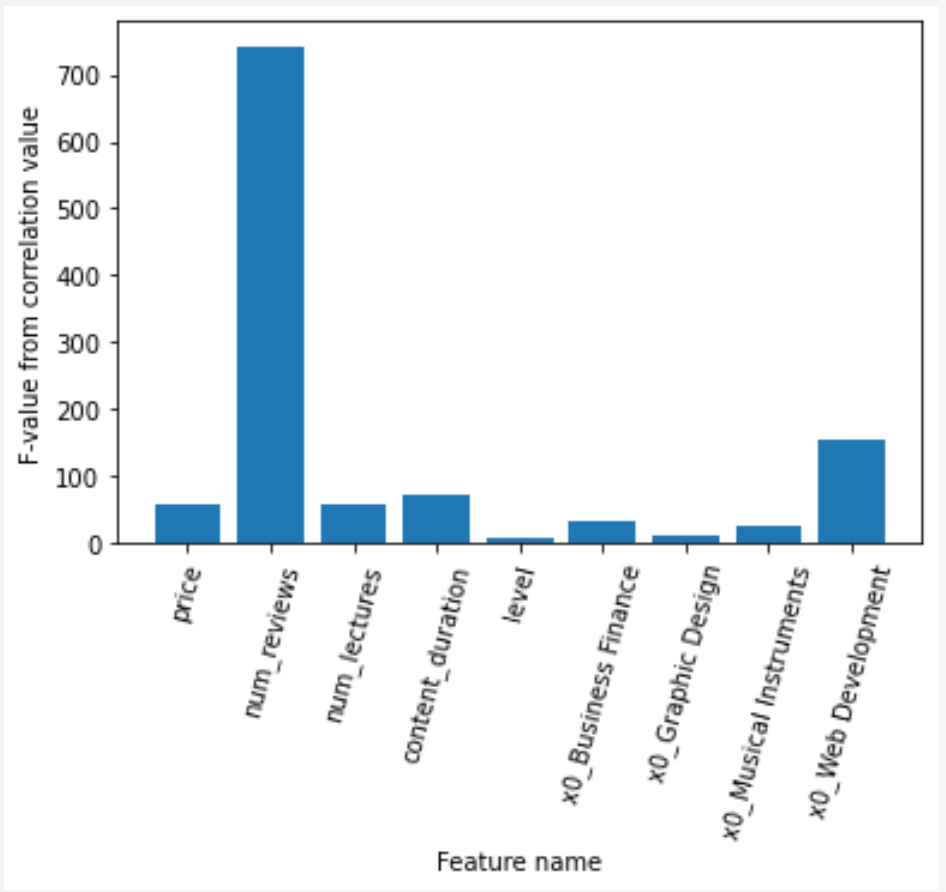 700
600
500
400
300
200
100
0
F-value from correlation value
price
num_reviews
num_lectures
content_duration
level
x0_Business Finance
x0_Graphic Design
x0_Musical Instruments
x0_Web Development
Feature name